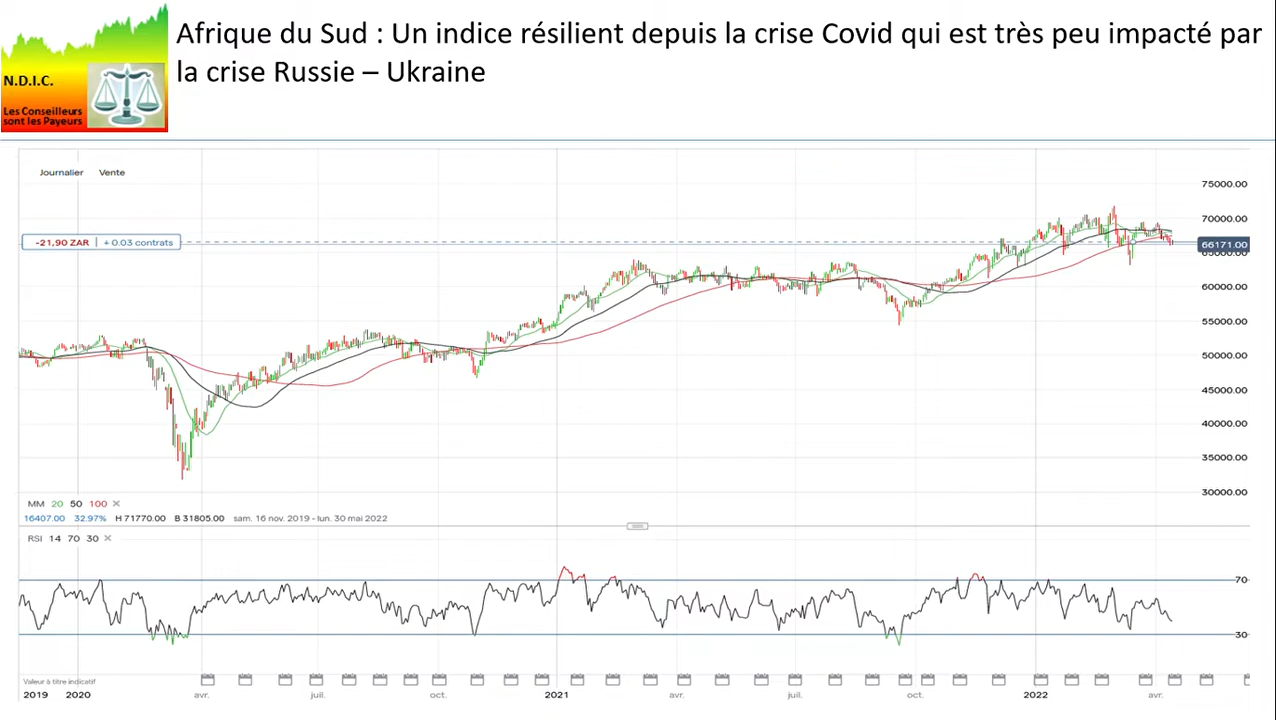 Afrique du Sud : Un indice résilient depuis la crise Covid qui est très peu impacté par
la crise Russie – Ukraine
N.D.I.C.
Les Conseilleurs
sont les Payeurs
Journalier Vente
75000.00
70000.00
-21,90 ZAR | + 0.03 contrats
66171.00
65000.00
60000.00
55000.00
50000.00
45000.00
40000.00
35000.00
30000.00
MM 20 50 100 ×
16407.00 32.97% H 71770.00 B 31805.00 sam. 16 nov. 2019 - lun. 30 mai 2022
RSI 14 70 30 ×
70
30
Valeur à titre indicatif
2019 2020 avr. juil. oct. 2021 avr. juil. oct. 2022 avr.